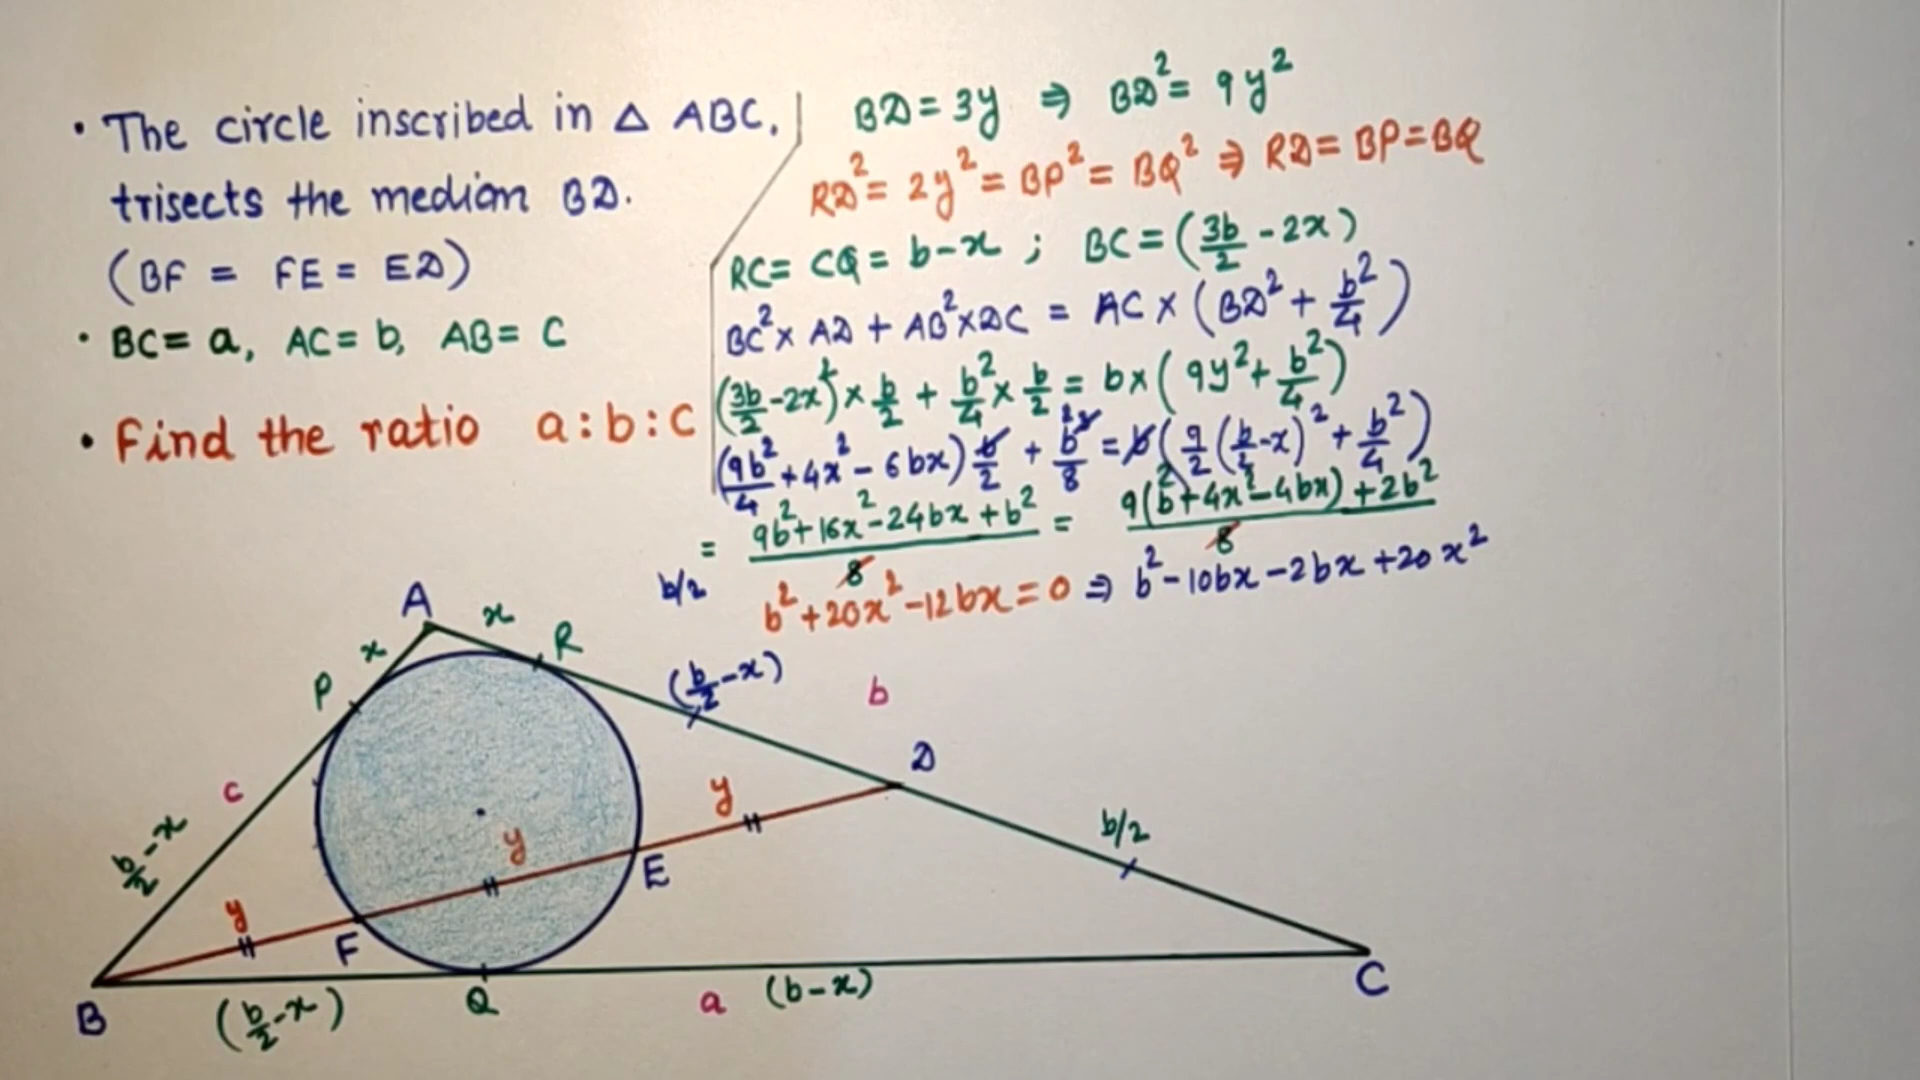 • The circle inscribed in △ ABC,
trisects the median BD.
(BF = FE = ED)
• BC = a, AC = b, AB = c
• Find the ratio a : b : c
BD = 3y ⇒ BD² = 9y²
RD² = 2y² = BP² = BQ² ⇒ RD = BP = BQ
RC = CQ = b-x ; BC = (3b/2 - 2x)
BC² × AD + AB² × DC = AC × (BD² + b²/4)
(3b/2 - 2x)² × b/2 + b²/4 × b/2 = b × (9y² + b²/4)
(9b²/4 + 4x² - 6bx) b/2 + b³/8 = b (9/2 (b/2 - x)² + b²/4)
= (9b² + 16x² - 24bx + b²)/8 = (9(b² + 4x² - 4bx) + 2b²)/8
b² + 20x² - 12bx = 0 ⇒ b² - 10bx - 2bx + 20x²
b/2
A
x
x
R
P
(b/2 - x)
b
D
c
y
b/2 - x
y
b/2
E
y
F
B
(b/2 - x)
Q
a
(b-x)
C